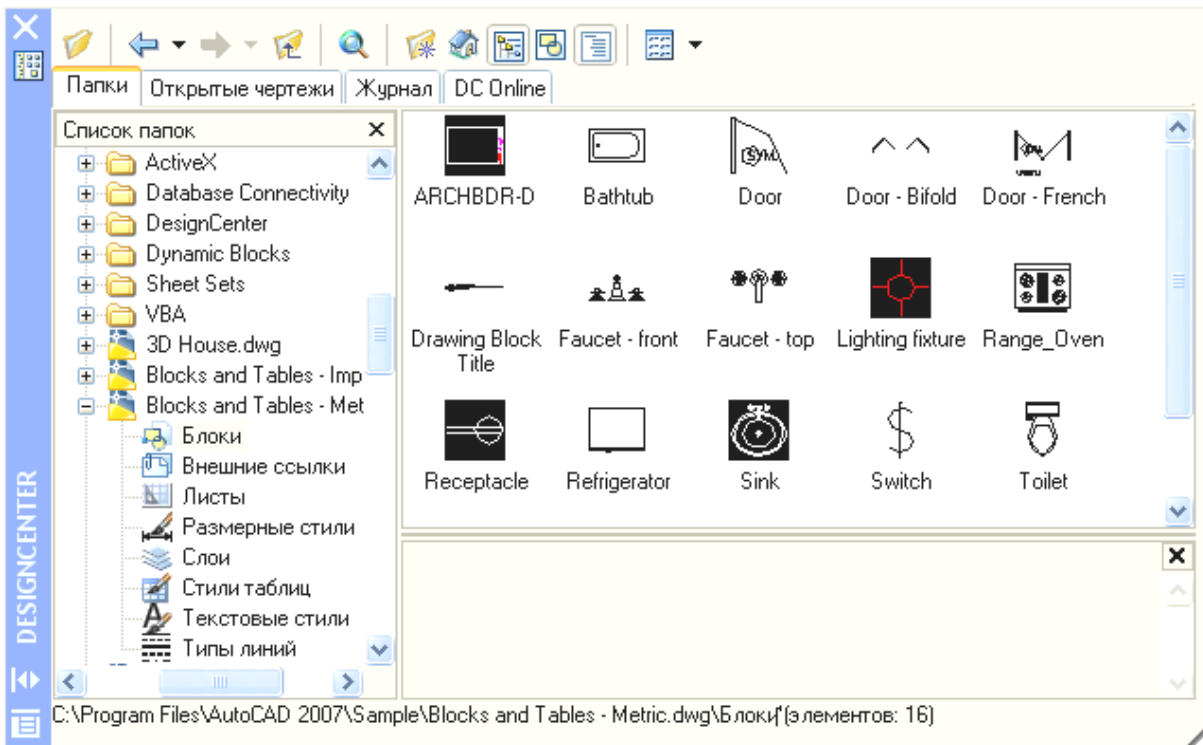 Папки Открытые чертежи Журнал DC Online
Список папок
ActiveX
Database Connectivity
DesignCenter
Dynamic Blocks
Sheet Sets
VBA
3D House.dwg
Blocks and Tables - Imp
Blocks and Tables - Met
Блоки
Внешние ссылки
Листы
Размерные стили
Слои
Стили таблиц
Текстовые стили
Типы линий
ARCHBDR-D Bathtub Door Door - Bifold Door - French
SYM
Drawing Block Faucet - front Faucet - top Lighting fixture Range_Oven
Title
Receptacle Refrigerator Sink Switch Toilet
DESIGNCENTER
C:\Program Files\AutoCAD 2007\Sample\Blocks and Tables - Metric.dwg\Блоки (элементов: 16)